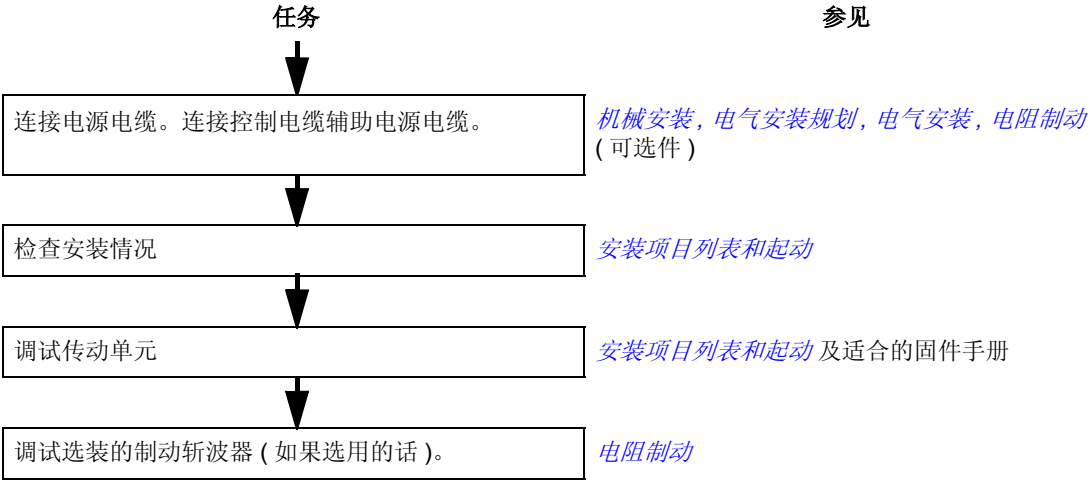 任务 参见
连接电源电缆。连接控制电缆辅助电源电缆。 机械安装 , 电气安装规划 , 电气安装 , 电阻制动
( 可选件 )
检查安装情况 安装项目列表和起动
调试传动单元 安装项目列表和起动 及适合的固件手册
调试选装的制动斩波器 ( 如果选用的话 )。 电阻制动